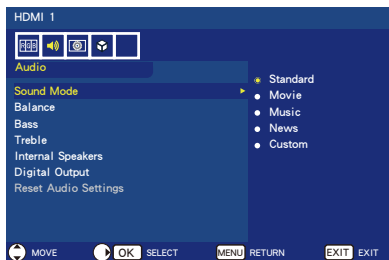 HDMI 1
RGB
Audio
Sound Mode
Balance
Bass
Treble
Internal Speakers
Digital Output
Reset Audio Settings
Standard
Movie
Music
News
Custom
MOVE OK SELECT MENU RETURN EXIT EXIT